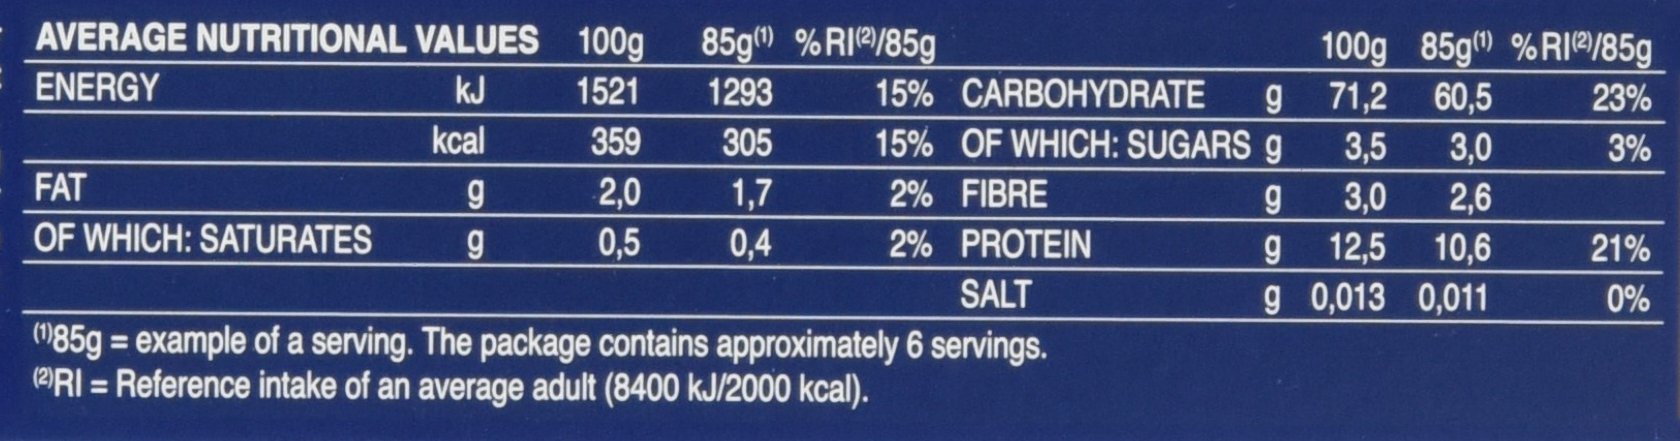 AVERAGE NUTRITIONAL VALUES 100g 85g(1) %RI(2)/85g
ENERGY kJ 1521 1293 15%
kcal 359 305 15%
FAT g 2,0 1,7 2%
OF WHICH: SATURATES g 0,5 0,4 2%
100g 85g(1) %RI(2)/85g
CARBOHYDRATE g 71,2 60,5 23%
OF WHICH: SUGARS g 3,5 3,0 3%
FIBRE g 3,0 2,6
PROTEIN g 12,5 10,6 21%
SALT g 0,013 0,011 0%
(1)85g = example of a serving. The package contains approximately 6 servings.
(2)RI = Reference intake of an average adult (8400 kJ/2000 kcal).